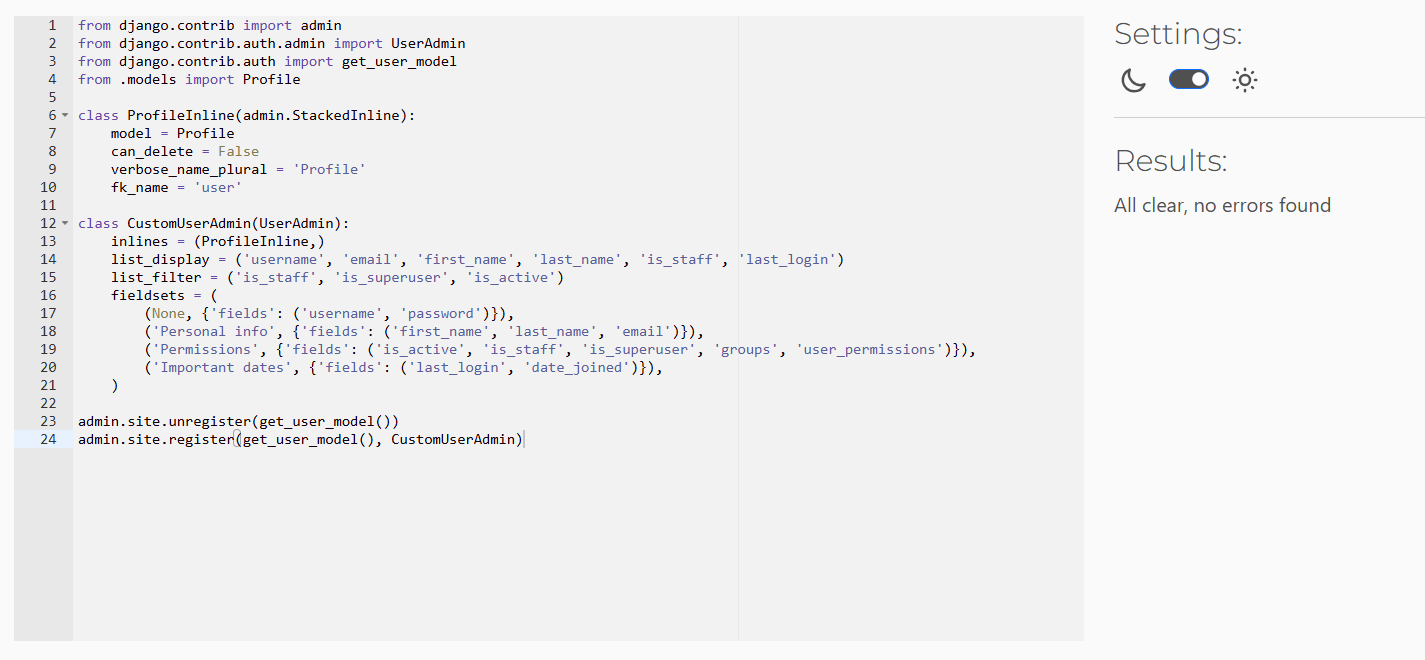 1 from django.contrib import admin
2 from django.contrib.auth.admin import UserAdmin
3 from django.contrib.auth import get_user_model
4 from .models import Profile
5
6 class ProfileInline(admin.StackedInline):
7     model = Profile
8     can_delete = False
9     verbose_name_plural = 'Profile'
10     fk_name = 'user'
11
12 class CustomUserAdmin(UserAdmin):
13     inlines = (ProfileInline,)
14     list_display = ('username', 'email', 'first_name', 'last_name', 'is_staff', 'last_login')
15     list_filter = ('is_staff', 'is_superuser', 'is_active')
16     fieldsets = (
17         (None, {'fields': ('username', 'password')}),
18         ('Personal info', {'fields': ('first_name', 'last_name', 'email')}),
19         ('Permissions', {'fields': ('is_active', 'is_staff', 'is_superuser', 'groups', 'user_permissions')}),
20         ('Important dates', {'fields': ('last_login', 'date_joined')}),
21     )
22
23 admin.site.unregister(get_user_model())
24 admin.site.register(get_user_model(), CustomUserAdmin)
Settings:
Results:
All clear, no errors found